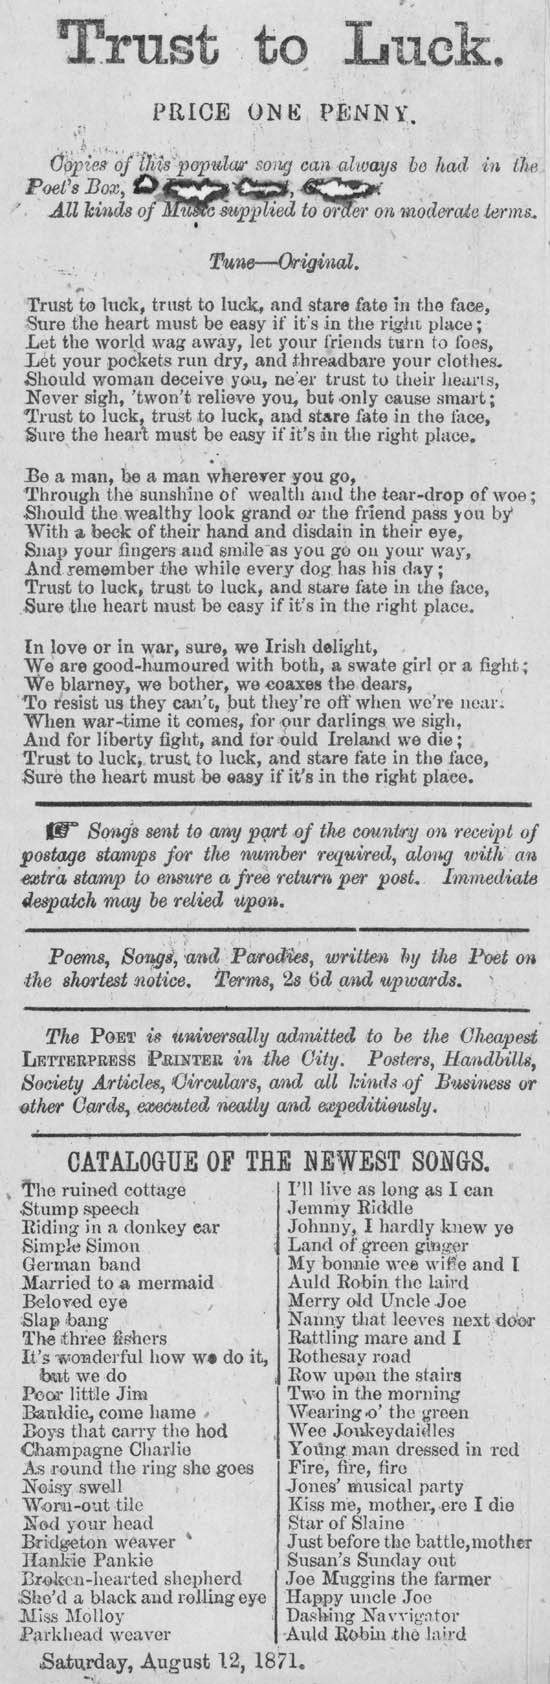 Trust to Luck.
PRICE ONE PENNY.
Copies of this popular song can always be had in the
Poet's Box,
All kinds of Music supplied to order on moderate terms.
Tune—Original.
Trust to luck, trust to luck, and stare fate in the face,
Sure the heart must be easy if it's in the right place;
Let the world wag away, let your friends turn to foes,
Let your pockets run dry, and threadbare your clothes.
Should woman deceive you, ne'er trust to their hearts,
Never sigh, 'twon't relieve you, but only cause smart;
Trust to luck, trust to luck, and stare fate in the face,
Sure the heart must be easy if it's in the right place.
Be a man, be a man wherever you go,
Through the sunshine of wealth and the tear-drop of woe;
Should the wealthy look grand or the friend pass you by
With a beck of their hand and disdain in their eye,
Snap your fingers and smile as you go on your way,
And remember the while every dog has his day;
Trust to luck, trust to luck, and stare fate in the face,
Sure the heart must be easy if it's in the right place.
In love or in war, sure, we Irish delight,
We are good-humoured with both, a swate girl or a fight;
We blarney, we bother, we coaxes the dears,
To resist us they can't, but they're off when we're near.
When war-time it comes, for our darlings we sigh,
And for liberty fight, and for ould Ireland we die;
Trust to luck, trust to luck, and stare fate in the face,
Sure the heart must be easy if it's in the right place.
☞ Songs sent to any part of the country on receipt of
postage stamps for the number required, along with an
extra stamp to ensure a free return per post. Immediate
despatch may be relied upon.
Poems, Songs, and Parodies, written by the Poet on
the shortest notice. Terms, 2s 6d and upwards.
The POET is universally admitted to be the Cheapest
LETTERPRESS PRINTER in the City. Posters, Handbills,
Society Articles, Circulars, and all kinds of Business or
other Cards, executed neatly and expeditiously.
CATALOGUE OF THE NEWEST SONGS.
The ruined cottage
Stump speech
Riding in a donkey car
Simple Simon
German band
Married to a mermaid
Beloved eye
Slap bang
The three fishers
It's wonderful how we do it,
but we do
Poor little Jim
Bauldie, come hame
Boys that carry the hod
Champagne Charlie
As round the ring she goes
Noisy swell
Worn-out tile
Nod your head
Bridgeton weaver
Hankie Pankie
Broken-hearted shepherd
She'd a black and rolling eye
Miss Molloy
Parkhead weaver
I'll live as long as I can
Jemmy Riddle
Johnny, I hardly knew ye
Land of green ginger
My bonnie wee wife and I
Auld Robin the laird
Merry old Uncle Joe
Nanny that leeves next door
Rattling mare and I
Rothesay road
Row upon the stairs
Two in the morning
Wearing o' the green
Wee Joukeydaidles
Young man dressed in red
Fire, fire, fire
Jones' musical party
Kiss me, mother, ere I die
Star of Slaine
Just before the battle, mother
Susan's Sunday out
Joe Muggins the farmer
Happy uncle Joe
Dashing Navvigator
Auld Robin the laird
Saturday, August 12, 1871.